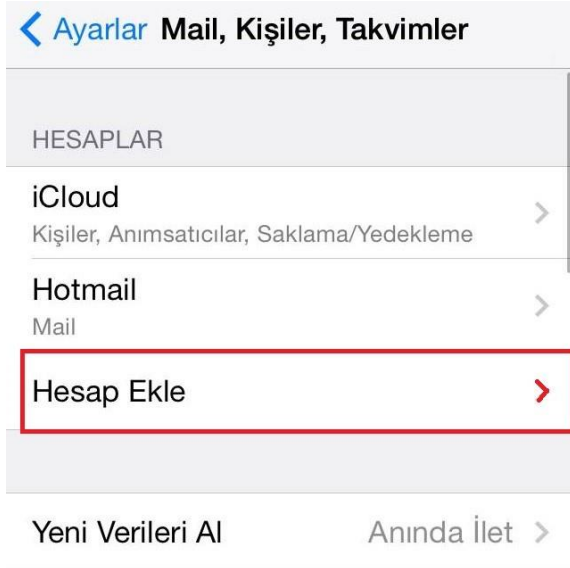 Ayarlar Mail, Kişiler, Takvimler
HESAPLAR
iCloud
Kişiler, Anımsatıcılar, Saklama/Yedekleme
Hotmail
Mail
Hesap Ekle
Yeni Verileri Al Anında İlet